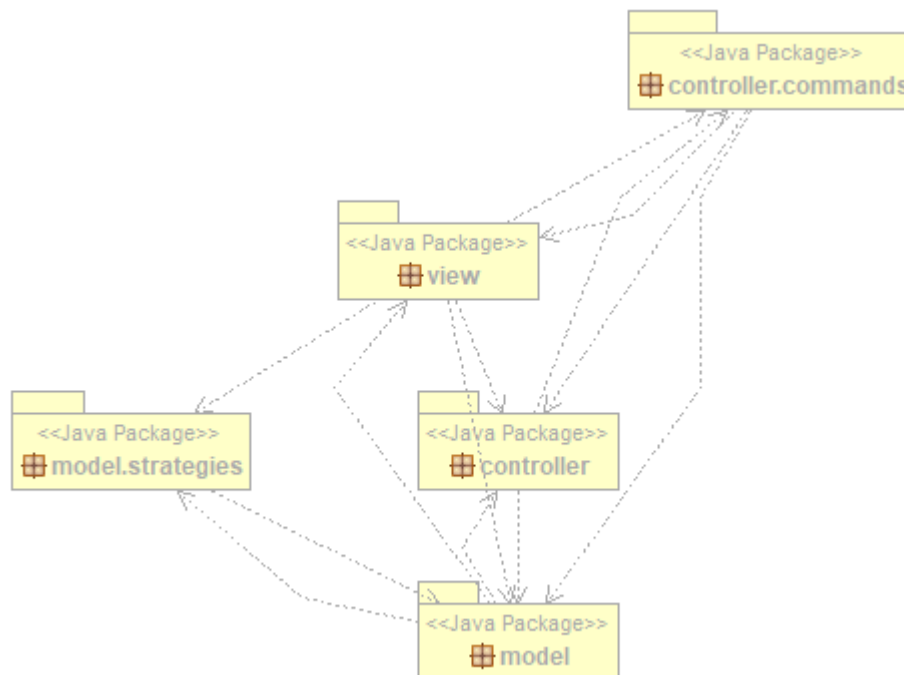 <<Java Package>>
controller.commands
<<Java Package>>
view
<<Java Package>>
model.strategies
<<Java Package>>
controller
<<Java Package>>
model